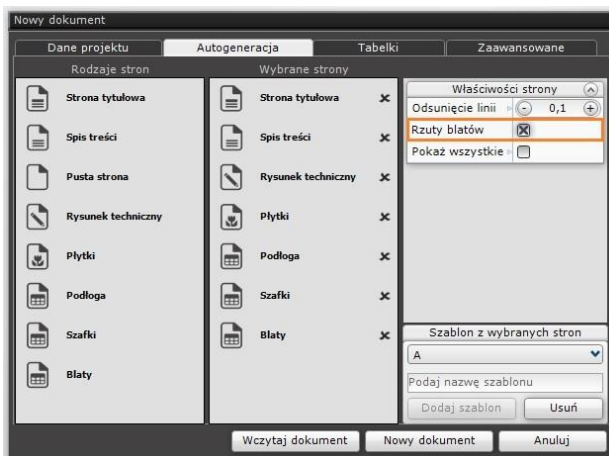 Nowy dokument
Dane projektu
Autogeneracja
Tabelki
Zaawansowane
Rodzaje stron
Wybrane strony
Strona tytułowa
Spis treści
Pusta strona
Rysunek techniczny
Płytki
Podłoga
Szafki
Blaty
Strona tytułowa
Spis treści
Rysunek techniczny
Płytki
Podłoga
Szafki
Blaty
Właściwości strony
Odsunięcie linii - 0,1 +
Rzuty blatów
Pokaż wszystkie
Szablon z wybranych stron
A
Podaj nazwę szablonu
Dodaj szablon Usuń
Wczytaj dokument Nowy dokument Anuluj